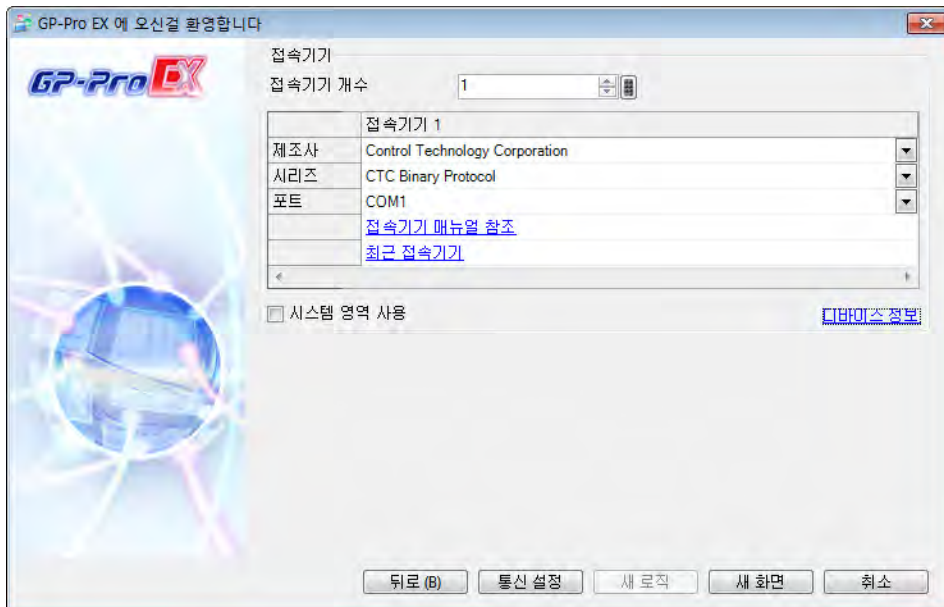 GP-Pro EX 에 오신걸 환영합니다
GP-Pro EX
접속기기
접속기기 개수 1
접속기기 1
제조사 Control Technology Corporation
시리즈 CTC Binary Protocol
포트 COM1
접속기기 매뉴얼 참조
최근 접속기기
시스템 영역 사용 디바이스 정보
뒤로 (B) 통신 설정 새 로직 새 화면 취소